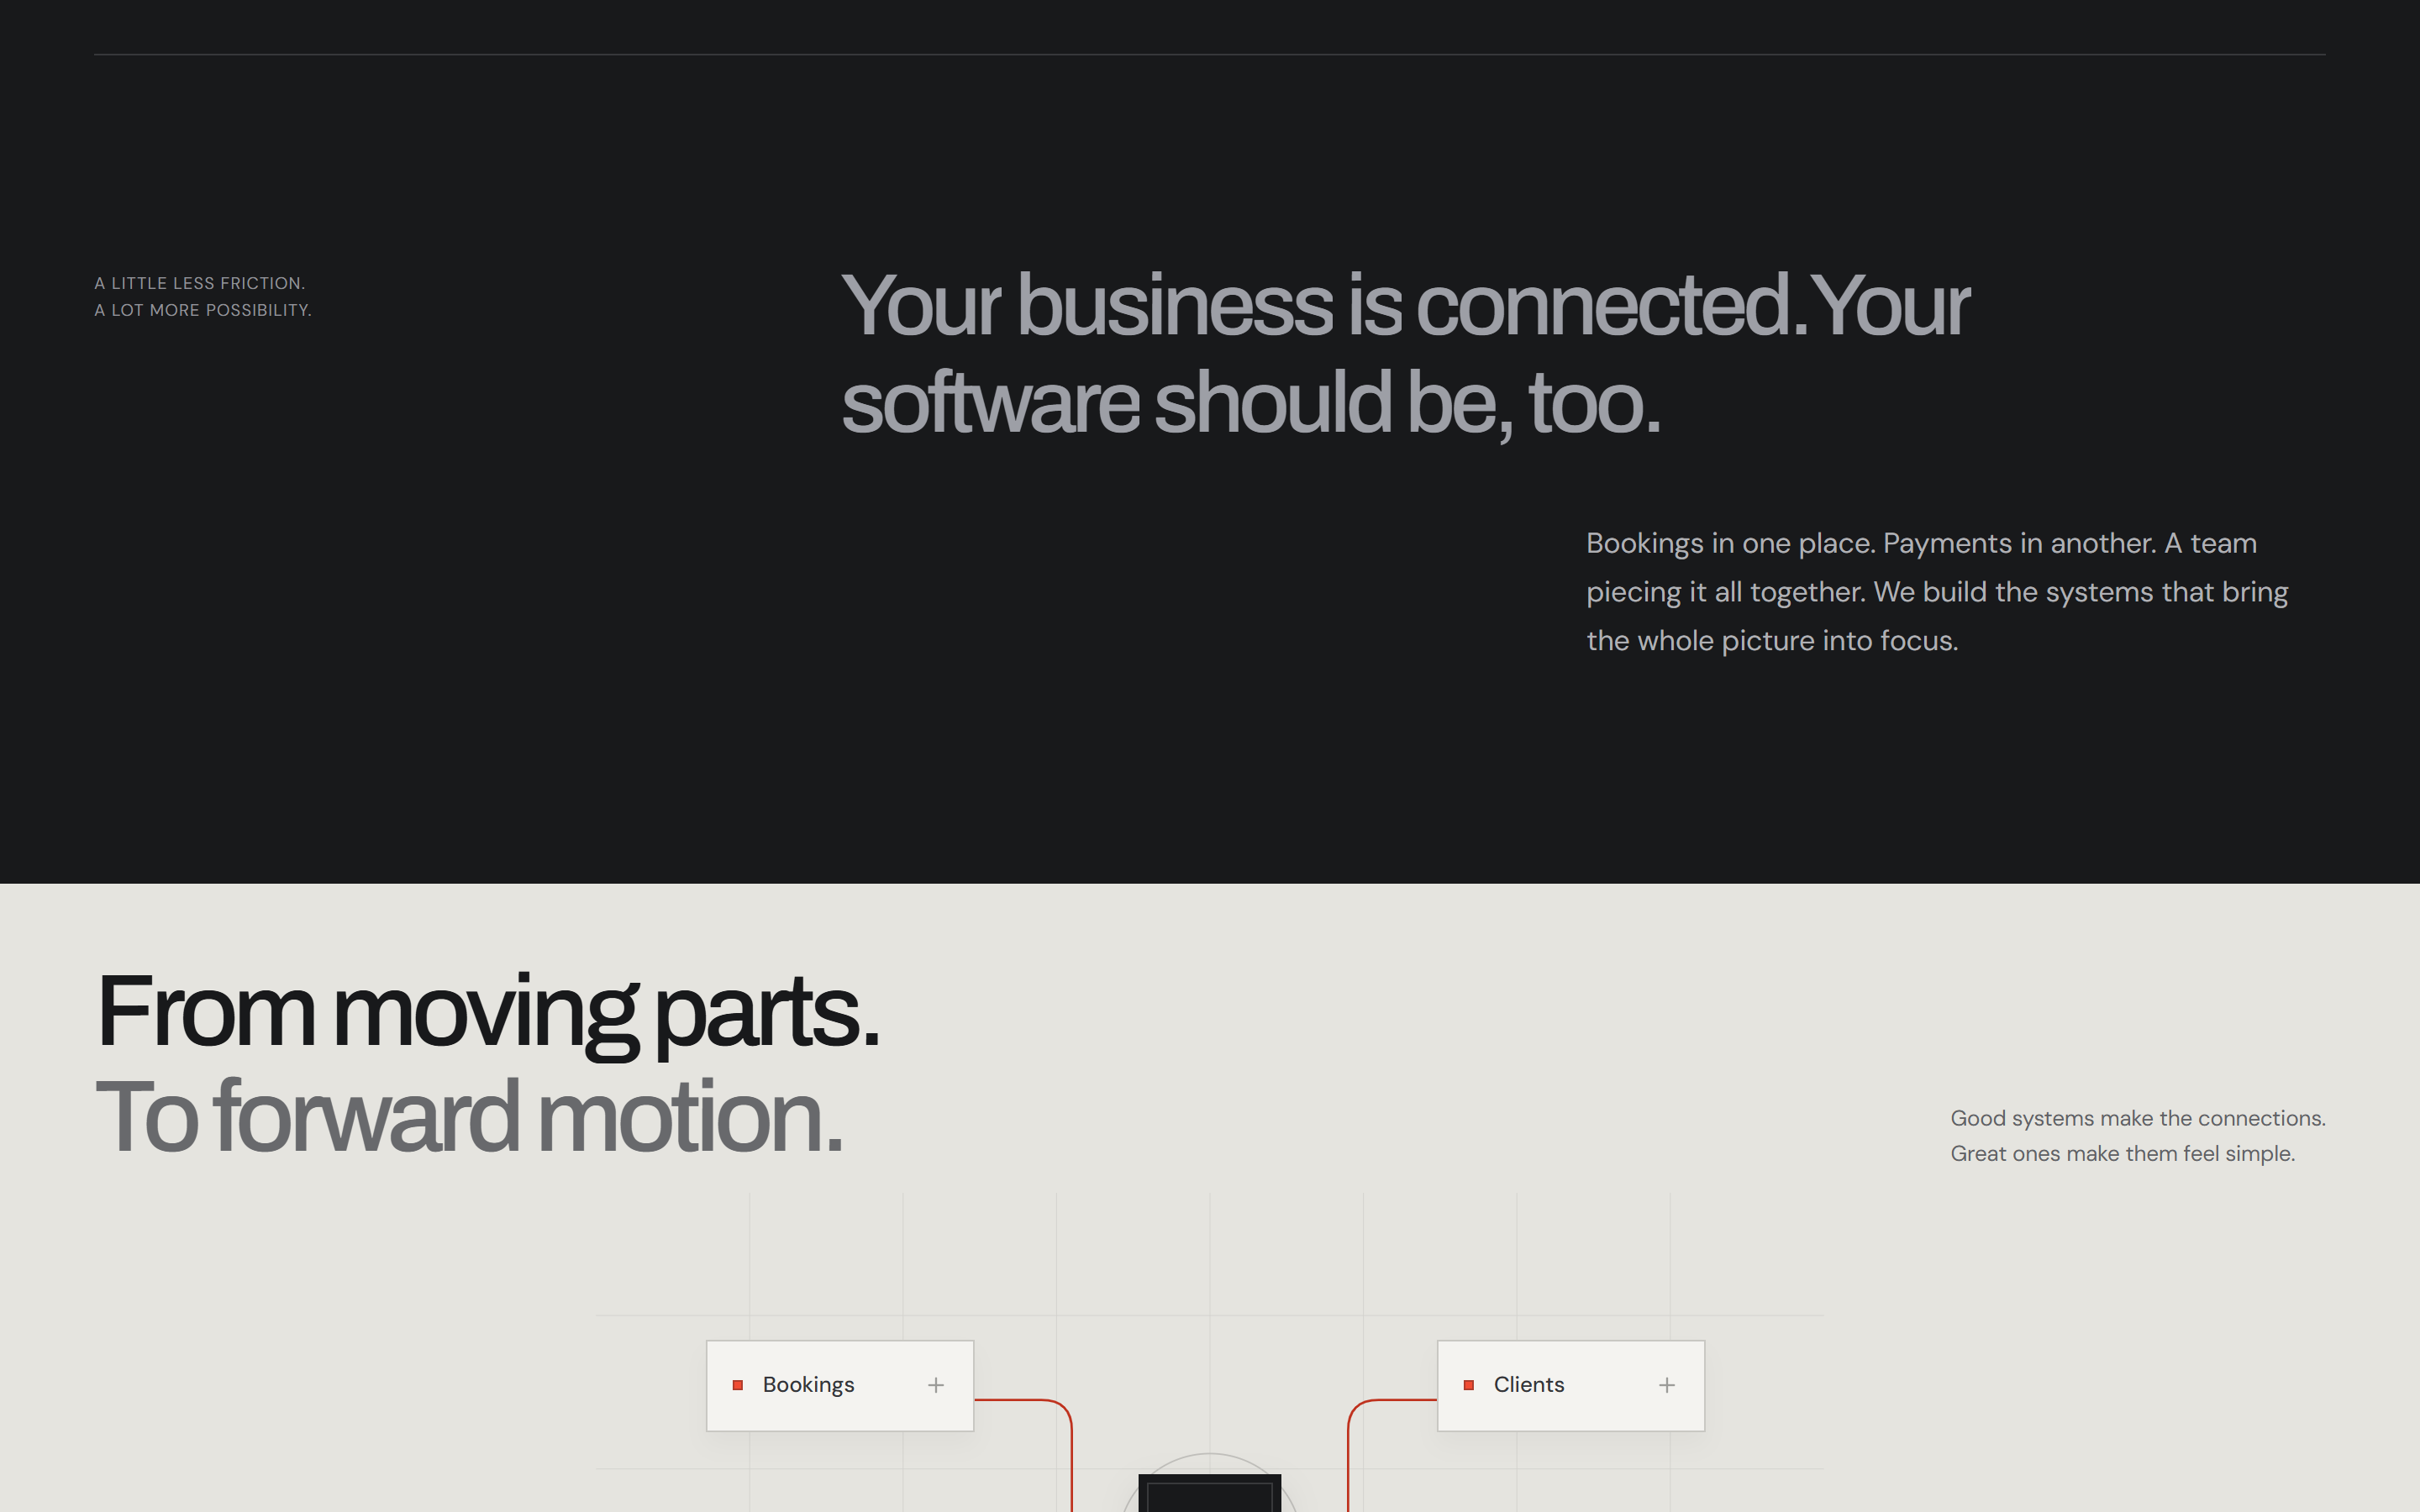 A LITTLE LESS FRICTION.
A LOT MORE POSSIBILITY.
Your business is connected. Your
software should be, too.
Bookings in one place. Payments in another. A team
piecing it all together. We build the systems that bring
the whole picture into focus.
From moving parts.
To forward motion.
Good systems make the connections.
Great ones make them feel simple.
Bookings
Clients